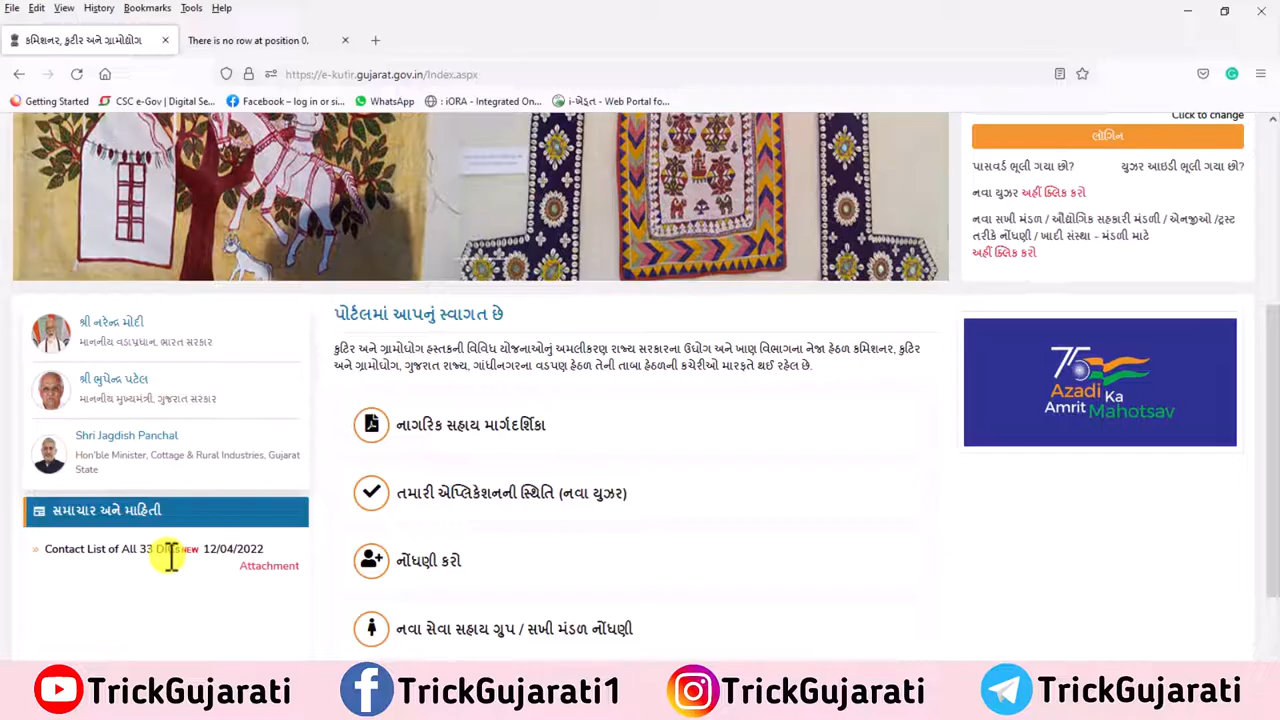 File Edit View History Bookmarks Tools Help
કમિશનર, કુટીર અને ગ્રામોદ્યોગ
There is no row at position 0.
https://e-kutir.gujarat.gov.in/Index.aspx
Getting Started CSC e-Gov | Digital Se... Facebook – log in or si... WhatsApp : iORA - Integrated On... i-ખેડૂત - Web Portal fo...
Click to change
લૉગિન
પાસવર્ડ ભૂલી ગયા છો? યુઝર આઇડી ભૂલી ગયા છો?
નવા યુઝર અહીં ક્લિક કરો
નવા સખી મંડળ / ઔદ્યોગિક સહકારી મંડળી / એનજીઓ /ટ્રસ્ટ
તરીકે નોંધણી / ખાદી સંસ્થા - મંડળી માટે
અહીં ક્લિક કરો
શ્રી નરેન્દ્ર મોદી
માનનીય વડાપ્રધાન, ભારત સરકાર
શ્રી ભુપેન્દ્ર પટેલ
માનનીય મુખ્યમંત્રી, ગુજરાત સરકાર
Shri Jagdish Panchal
Hon'ble Minister, Cottage & Rural Industries, Gujarat
State
સમાચાર અને માહિતી
Contact List of All 33 Dics NEW 12/04/2022
Attachment
પોર્ટલમાં આપનું સ્વાગત છે
કુટિર અને ગ્રામોધોગ હસ્તકની વિવિધ યોજનાઓનું અમલીકરણ રાજ્ય સરકારના ઉધોગ અને ખાણ વિભાગના નેજા હેઠળ કમિશનર, કુટિર
અને ગ્રામોધોગ, ગુજરાત રાજ્ય, ગાંધીનગરના વડપણ હેઠળ તેની તાબા હેઠળની કચેરીઓ મારફતે થઈ રહેલ છે.
નાગરિક સહાય માર્ગદર્શિકા
તમારી એપ્લિકેશનની સ્થિતિ (નવા યુઝર)
નોંધણી કરો
નવા સેવા સહાય ગ્રુપ / સખી મંડળ નોંધણી
75
Azadi Ka
Amrit Mahotsav
TrickGujarati TrickGujarati1 TrickGujarati TrickGujarati